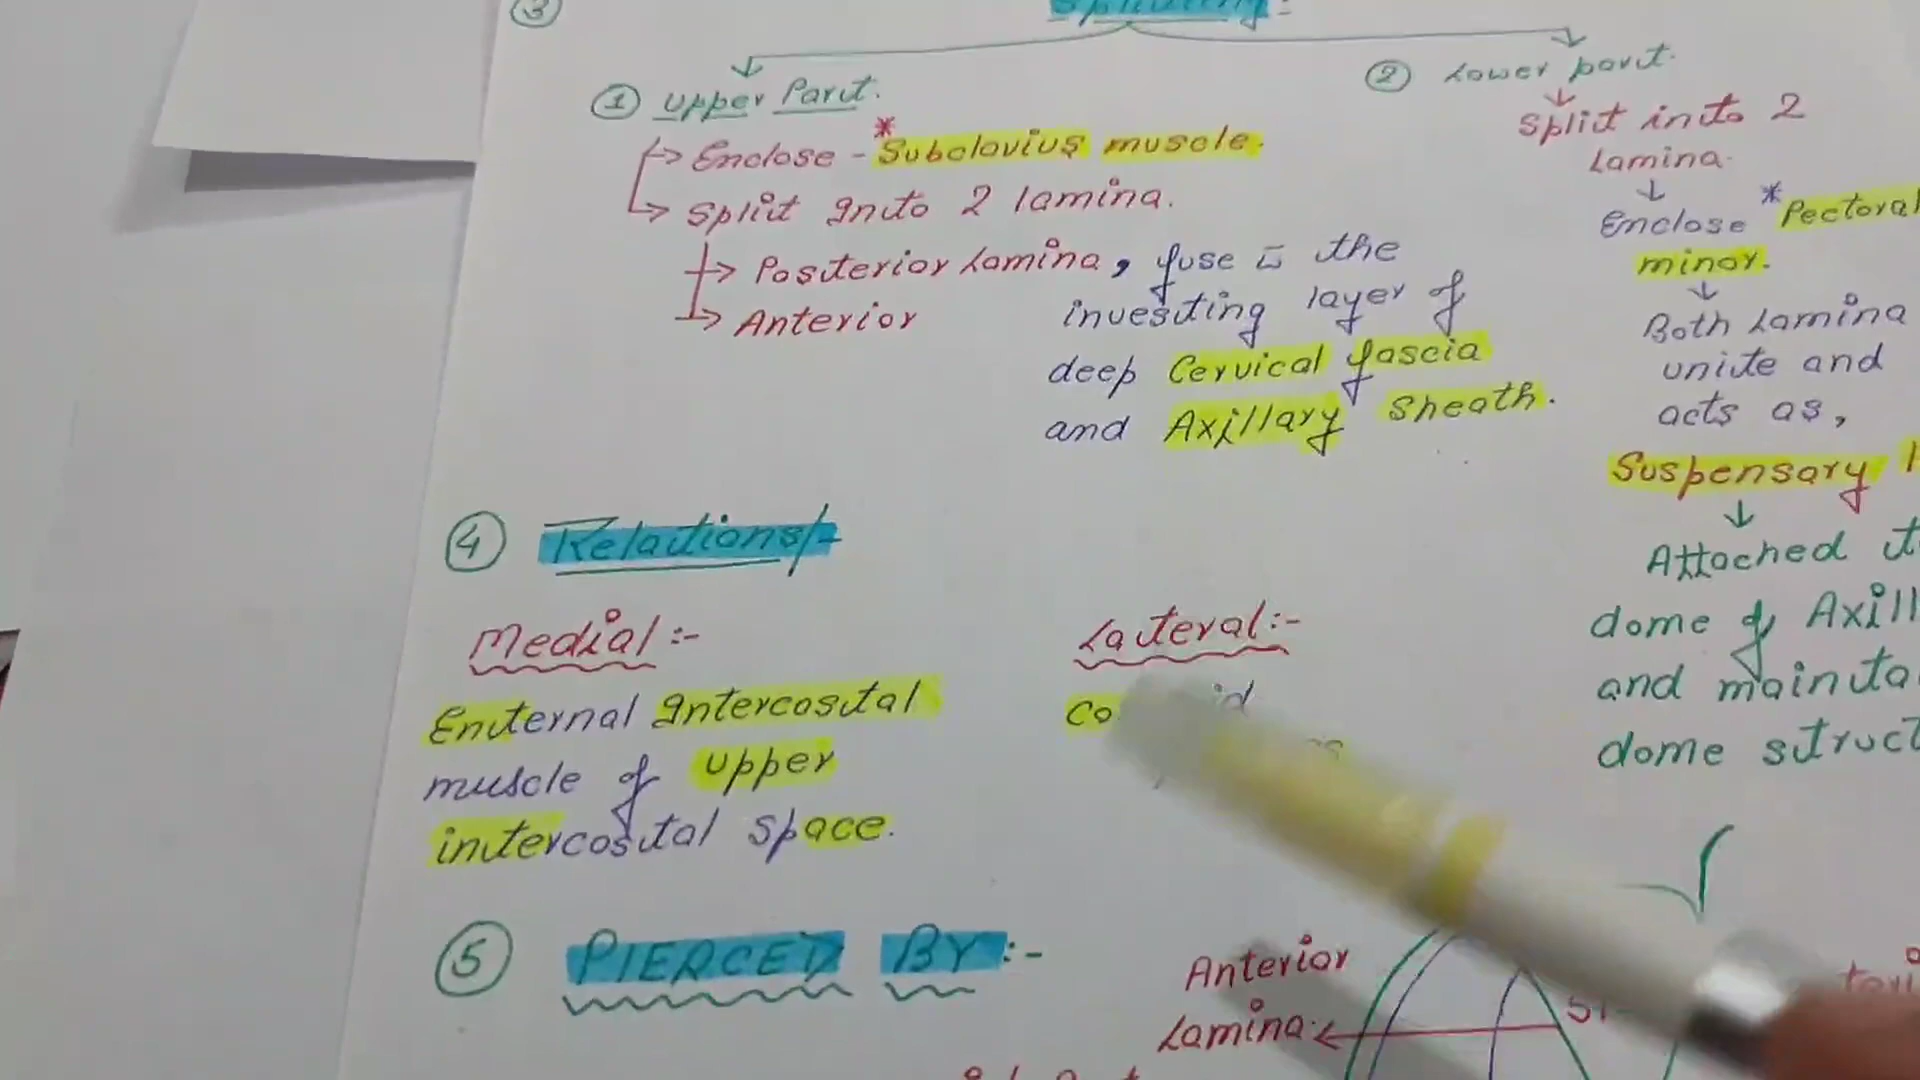 ③ Splitting:
① Upper Part.
Enclose - *Subclavius muscle.
Split Into 2 lamina.
Posterior Lamina, fuse c̄ the
Anterior
investing layer of
deep Cervical fascia
and Axillary Sheath.
② Lower part.
Split into 2
Lamina.
Enclose *Pectoral
minor.
Both Lamina
unite and
acts as,
Suspensory
Attached
dome of Axill
and mainta
dome struct
④ Relations:-
Medial:-
Enternal Intercostal
muscle of upper
intercostal space.
Lateral:-
⑤ PIERCED BY:-
Anterior
Lamina.